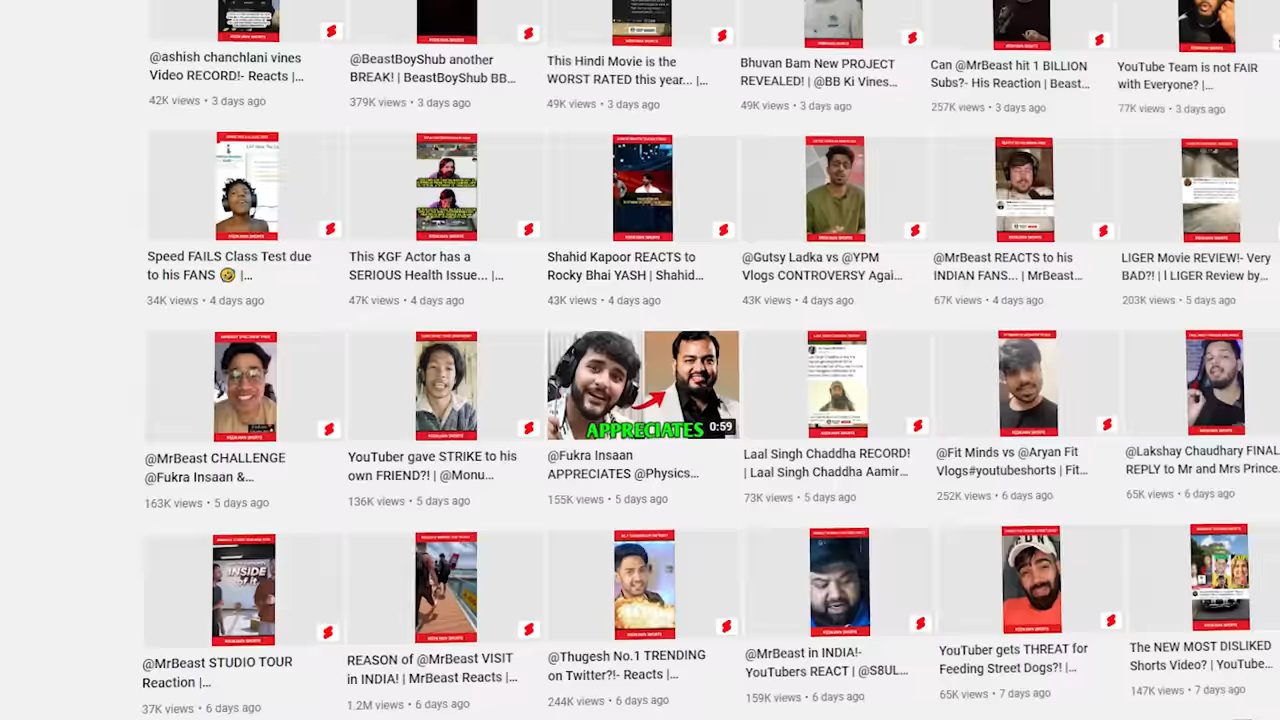 @ashish chanchlani vines
Video RECORD!- Reacts |...
42K views • 3 days ago
@BeastBoyShub another
BREAK! | BeastBoyShub BB...
379K views • 3 days ago
This Hindi Movie is the
WORST RATED this year... |...
49K views • 3 days ago
Bhuvan Bam New PROJECT
REVEALED! | @BB Ki Vines...
49K views • 3 days ago
Can @MrBeast hit 1 BILLION
Subs?- His Reaction | Beast...
257K views • 3 days ago
YouTube Team is not FAIR
with Everyone? |...
77K views • 3 days ago
Speed FAILS Class Test due
to his FANS 🤣 |...
34K views • 4 days ago
This KGF Actor has a
SERIOUS Health Issue... |...
47K views • 4 days ago
Shahid Kapoor REACTS to
Rocky Bhai YASH | Shahid...
43K views • 4 days ago
@Gutsy Ladka vs @YPM
Vlogs CONTROVERSY Agai...
43K views • 4 days ago
@MrBeast REACTS to his
INDIAN FANS... | MrBeast...
67K views • 4 days ago
LIGER Movie REVIEW!- Very
BAD?! | l LIGER Review by...
203K views • 5 days ago
@MrBeast CHALLENGE
@Fukra Insaan &...
163K views • 5 days ago
YouTuber gave STRIKE to his
own FRIEND?! | @Monu...
136K views • 5 days ago
APPRECIATES 0:59
@Fukra Insaan
APPRECIATES @Physics...
155K views • 5 days ago
Laal Singh Chaddha RECORD!
| Laal Singh Chaddha Aamir...
73K views • 5 days ago
@Fit Minds vs @Aryan Fit
Vlogs#youtubeshorts | Fit...
252K views • 6 days ago
@Lakshay Chaudhary FINAL
REPLY to Mr and Mrs Prince...
65K views • 6 days ago
INSIDE
of it
@MrBeast STUDIO TOUR
Reaction |...
37K views • 6 days ago
REASON of @MrBeast VISIT
in INDIA! | MrBeast Reacts |...
1.2M views • 6 days ago
@Thugesh No.1 TRENDING
on Twitter?!- Reacts |...
244K views • 6 days ago
@MrBeast in INDIA!-
YouTubers REACT | @S8UL...
159K views • 6 days ago
YouTuber gets THREAT for
Feeding Street Dogs?! |...
65K views • 7 days ago
The NEW MOST DISLIKED
Shorts Video? | YouTube...
147K views • 7 days ago